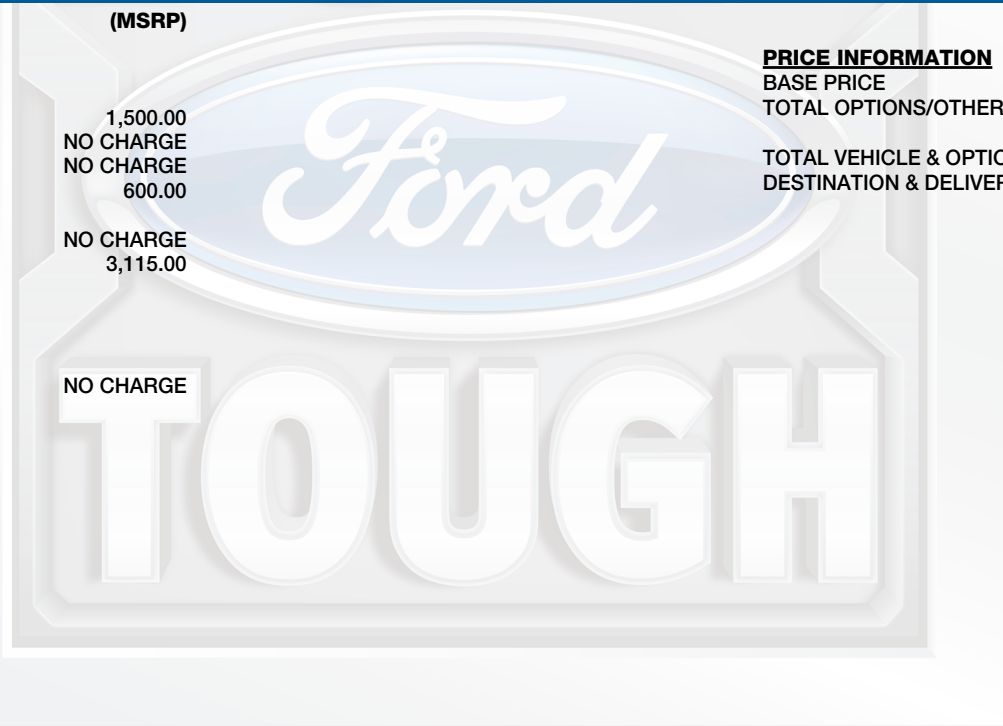 (MSRP)
1,500.00
NO CHARGE
NO CHARGE
600.00
NO CHARGE
3,115.00
NO CHARGE
PRICE INFORMATION
BASE PRICE
TOTAL OPTIONS/OTHER
TOTAL VEHICLE & OPTIO
DESTINATION & DELIVER
Ford
TOUGH